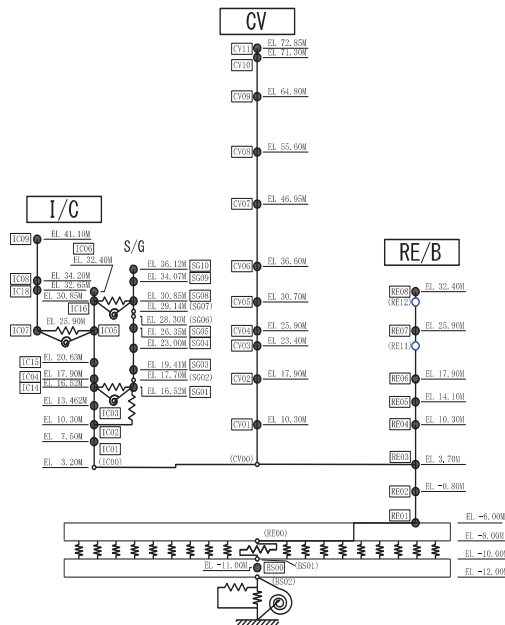 CV
CV11 EL 72.85M
CV10 EL 71.30M
CV09 EL 64.80M
CV08 EL 55.60M
CV07 EL 46.95M
CV06 EL 36.60M
CV05 EL 30.70M
CV04 EL 25.90M
CV03 EL 23.40M
CV02 EL 17.90M
CV01 EL 10.30M
(CV00)
I/C
IC09 EL 41.10M
IC06
EL 32.40M
IC08 EL 34.20M
IC18 EL 32.65M
EL 30.85M
IC16
EL 25.90M
IC07 IC05
IC15 EL 20.63M
IC04 EL 17.90M
IC14 EL 16.52M
EL 13.462M IC03
EL 10.30M IC02
EL 7.50M IC01
EL 3.20M (IC00)
S/G
EL 36.12M SG10
EL 34.07M SG09
EL 30.85M SG08
EL 29.14M (SG07)
EL 28.30M (SG06)
EL 26.35M SG05
EL 23.00M SG04
EL 19.41M SG03
EL 17.70M (SG02)
EL 16.52M SG01
RE/B
RE08 EL 32.40M
(RE12)
RE07 EL 25.90M
(RE11)
RE06 EL 17.90M
RE05 EL 14.10M
RE04 EL 10.30M
RE03 EL 3.70M
RE02 EL -0.80M
RE01
EL -6.00M
(RE00) EL -8.00M
EL -10.00M
(BS01)
EL -11.00M BS00
EL -12.00M
(BS02)